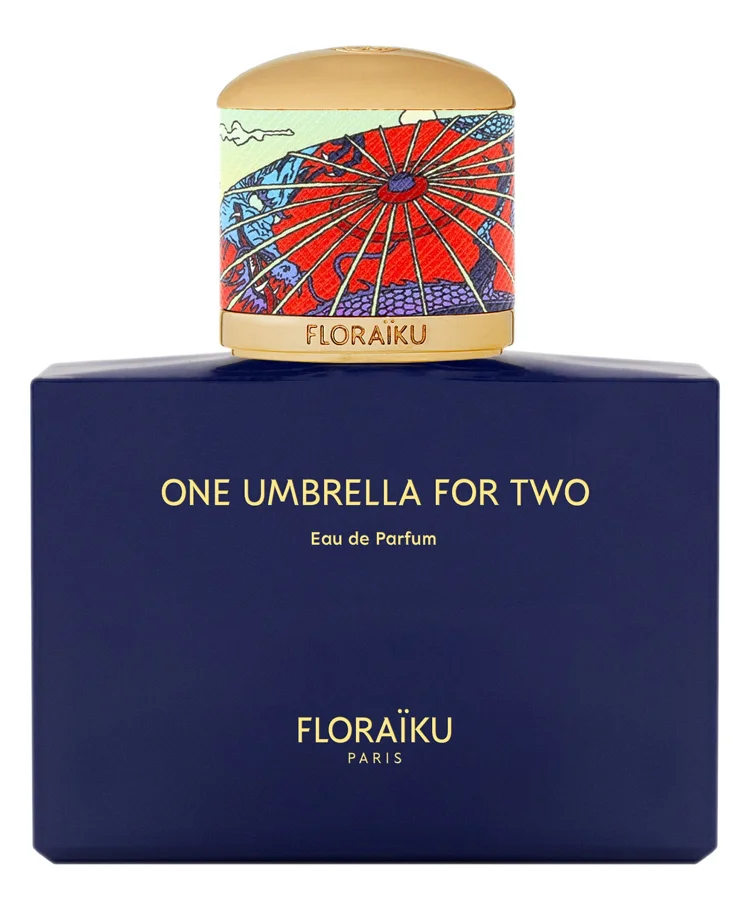 FLORAÏKU
ONE UMBRELLA FOR TWO
Eau de Parfum
FLORAÏKU
PARIS